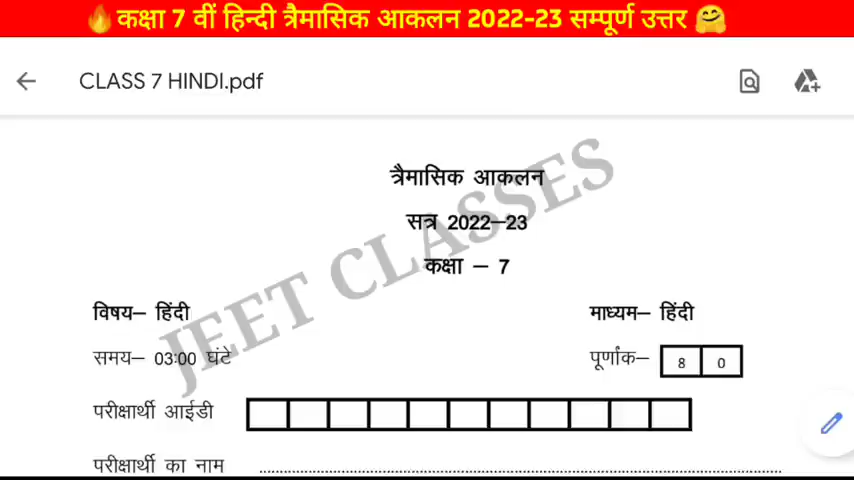 🔥कक्षा 7 वीं हिन्दी त्रैमासिक आकलन 2022-23 सम्पूर्ण उत्तर 🤗
CLASS 7 HINDI.pdf
त्रैमासिक आकलन
सत्र 2022–23
कक्षा – 7
JEET CLASSES
विषय– हिंदी
माध्यम– हिंदी
समय– 03:00 घंटे
पूर्णांक– 8 0
परीक्षार्थी आईडी
परीक्षार्थी का नाम ........................................................................